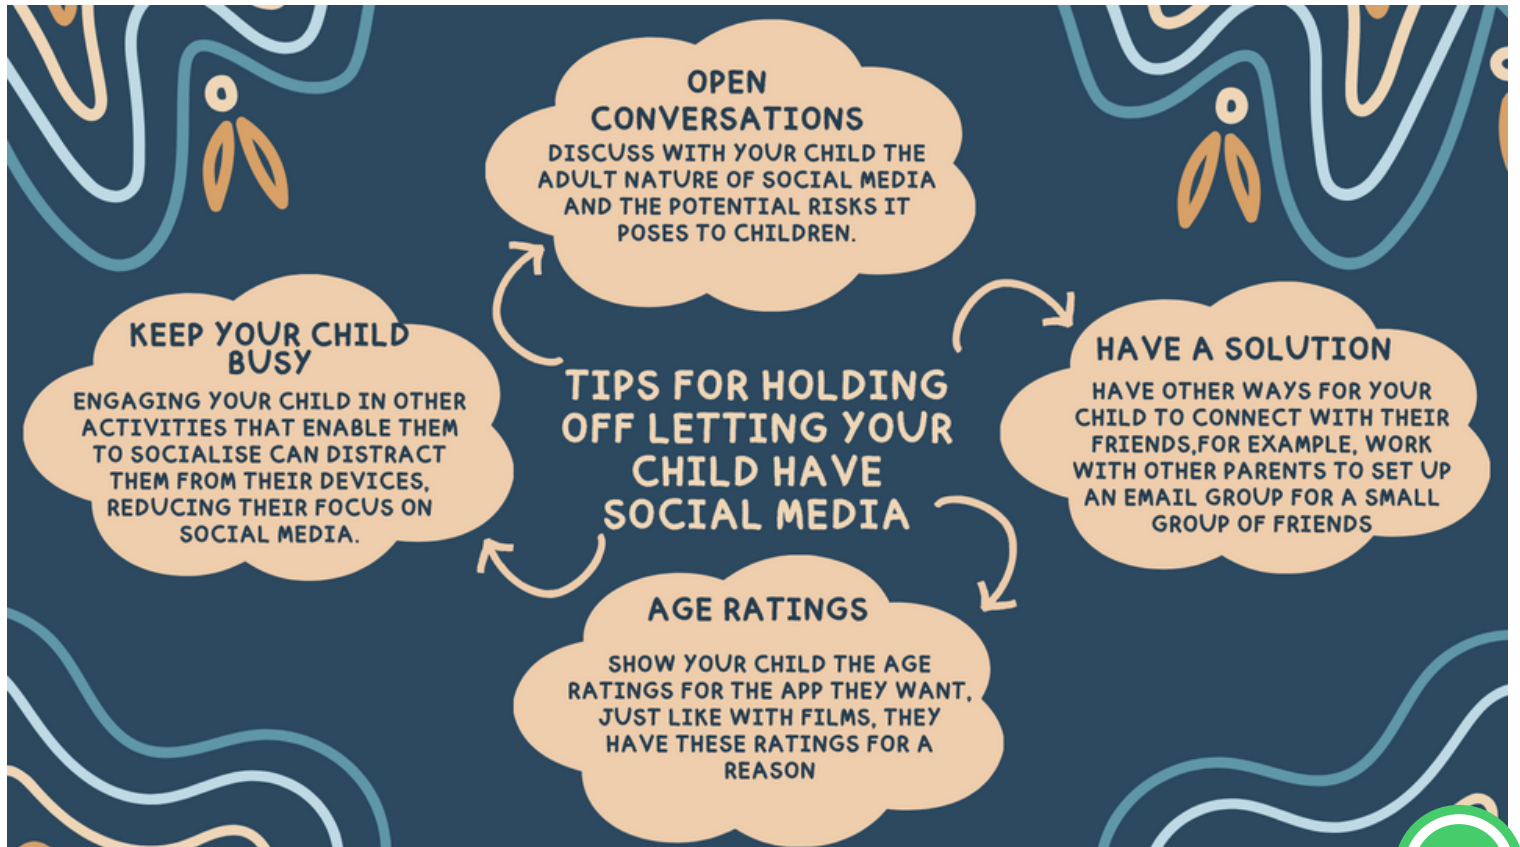 OPEN
CONVERSATIONS
DISCUSS WITH YOUR CHILD THE
ADULT NATURE OF SOCIAL MEDIA
AND THE POTENTIAL RISKS IT
POSES TO CHILDREN.
KEEP YOUR CHILD
BUSY
ENGAGING YOUR CHILD IN OTHER
ACTIVITIES THAT ENABLE THEM
TO SOCIALISE CAN DISTRACT
THEM FROM THEIR DEVICES,
REDUCING THEIR FOCUS ON
SOCIAL MEDIA.
TIPS FOR HOLDING
OFF LETTING YOUR
CHILD HAVE
SOCIAL MEDIA
HAVE A SOLUTION
HAVE OTHER WAYS FOR YOUR
CHILD TO CONNECT WITH THEIR
FRIENDS,FOR EXAMPLE, WORK
WITH OTHER PARENTS TO SET UP
AN EMAIL GROUP FOR A SMALL
GROUP OF FRIENDS
AGE RATINGS
SHOW YOUR CHILD THE AGE
RATINGS FOR THE APP THEY WANT,
JUST LIKE WITH FILMS, THEY
HAVE THESE RATINGS FOR A
REASON